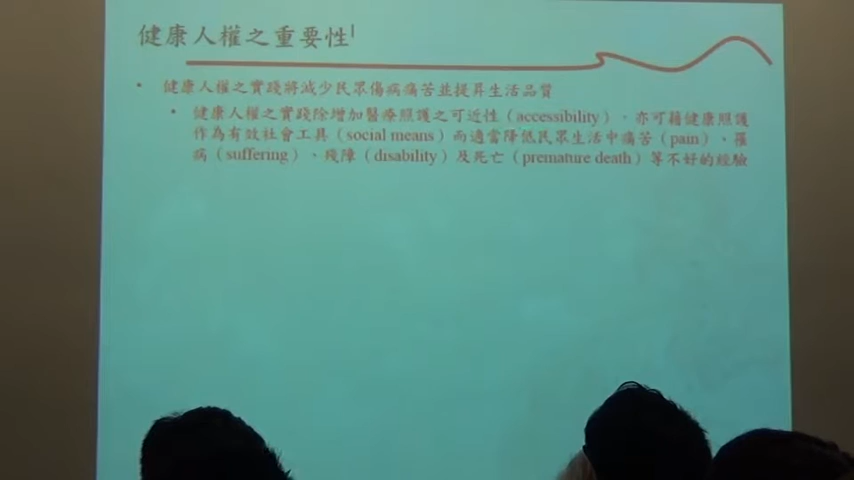 健康人權之重要性1
• 健康人權之實踐將減少民眾傷病痛苦並提昇生活品質
• 健康人權之實踐除增加醫療照護之可近性（accessibility），亦可藉健康照護
作為有效社會工具（social means）而適當降低民眾生活中痛苦（pain）、罹
病（suffering）、殘障（disability）及死亡（premature death）等不好的經驗